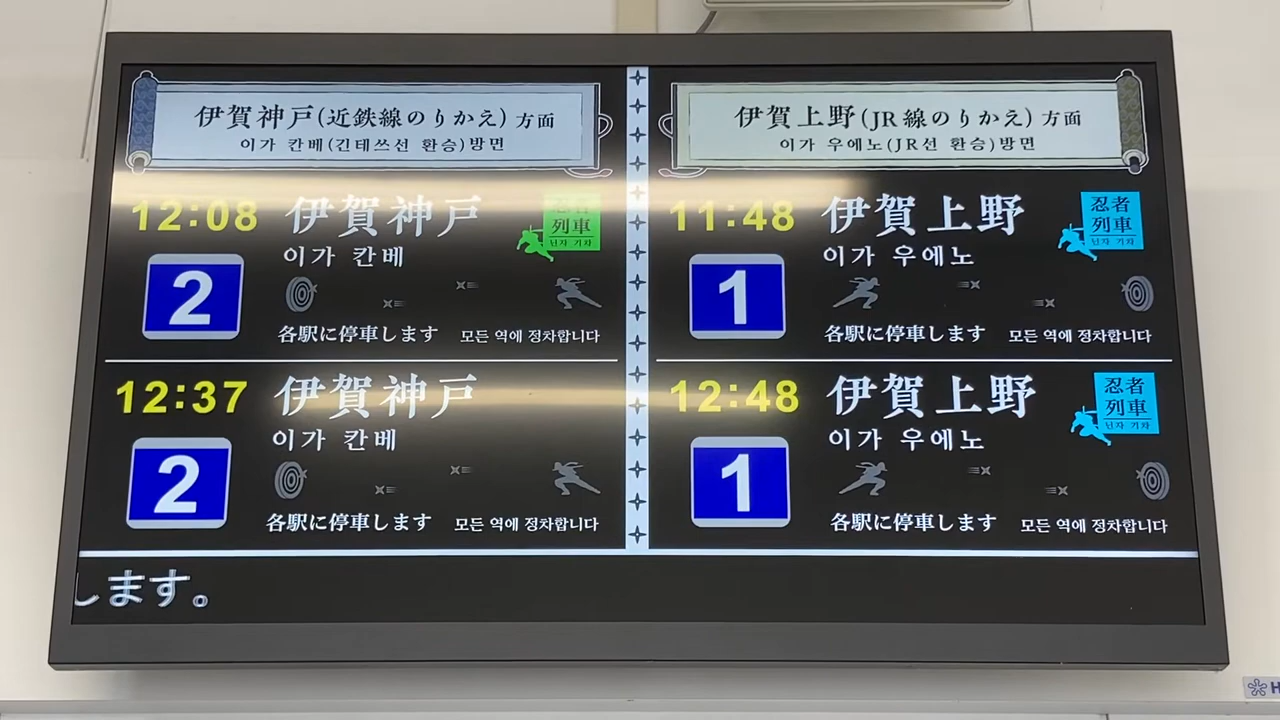 伊賀神戸(近鉄線のりかえ)方面
이가 칸베(긴테쓰선 환승)방면
12:08 伊賀神戸
忍者
列車
닌자 기차
이가 칸베
2
各駅に停車します 모든 역에 정차합니다
12:37 伊賀神戸
이가 칸베
2
各駅に停車します 모든 역에 정차합니다
伊賀上野(JR線のりかえ)方面
이가 우에노(JR선 환승)방면
11:48 伊賀上野
忍者
列車
닌자 기차
이가 우에노
1
各駅に停車します 모든 역에 정차합니다
12:48 伊賀上野
忍者
列車
닌자 기차
이가 우에노
1
各駅に停車します 모든 역에 정차합니다
します。